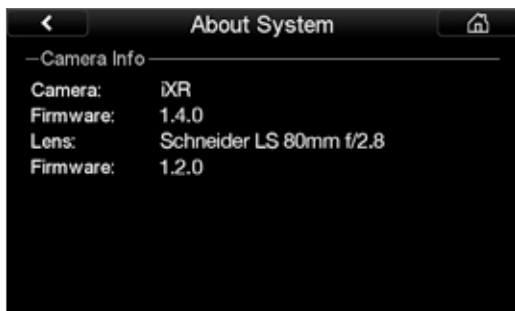 About System
Camera Info
Camera: iXR
Firmware: 1.4.0
Lens: Schneider LS 80mm f/2.8
Firmware: 1.2.0